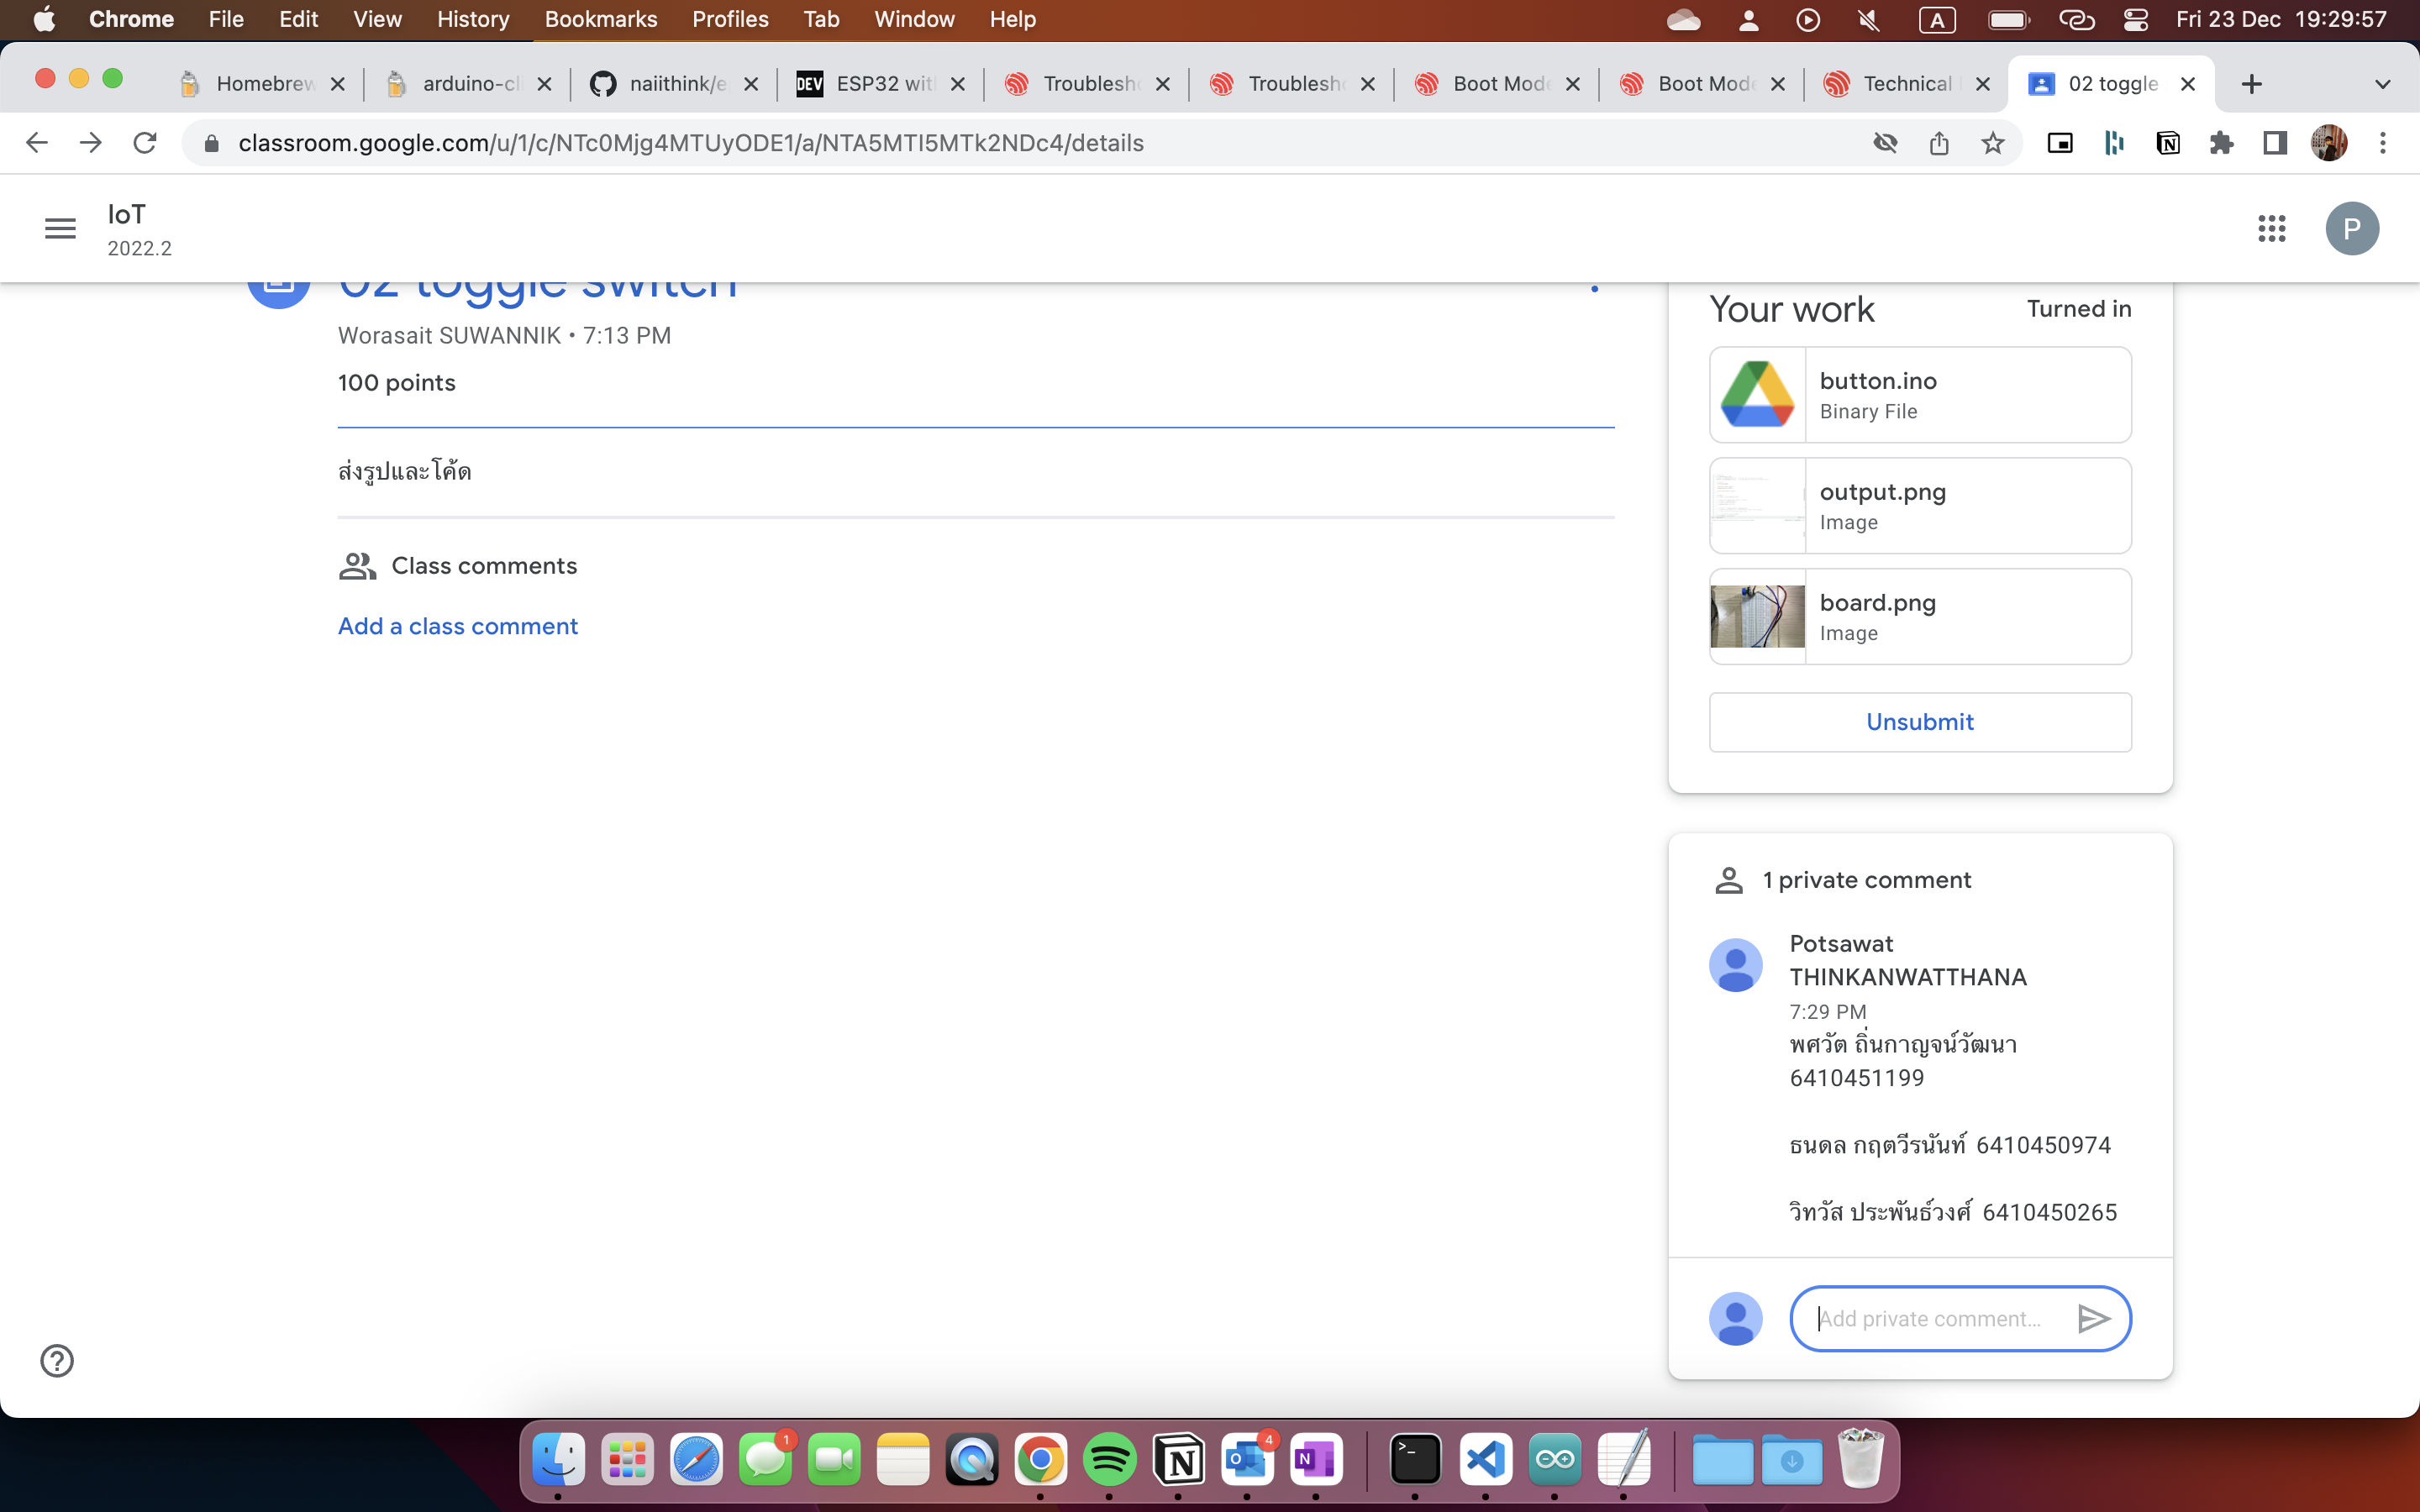 Chrome File Edit View History Bookmarks Profiles Tab Window Help A Fri 23 Dec 19:29:57
Homebrew arduino-cl naiithink/e DEV ESP32 wit Troublesho Troublesho Boot Mode Boot Mode Technical 02 toggle
classroom.google.com/u/1/c/NTc0Mjg4MTUyODE1/a/NTA5MTI5MTk2NDc4/details
IoT
2022.2
P
02 toggle switch
Worasait SUWANNIK • 7:13 PM
100 points
ส่งรูปและโค้ด
Class comments
Add a class comment
Your work Turned in
button.ino
Binary File
output.png
Image
board.png
Image
Unsubmit
1 private comment
Potsawat
THINKANWATTHANA
7:29 PM
พศวัต ถิ่นกาญจน์วัฒนา
6410451199
ธนดล กฤตวีรนันท์ 6410450974
วิทวัส ประพันธ์วงศ์ 6410450265
Add private comment...
1
4